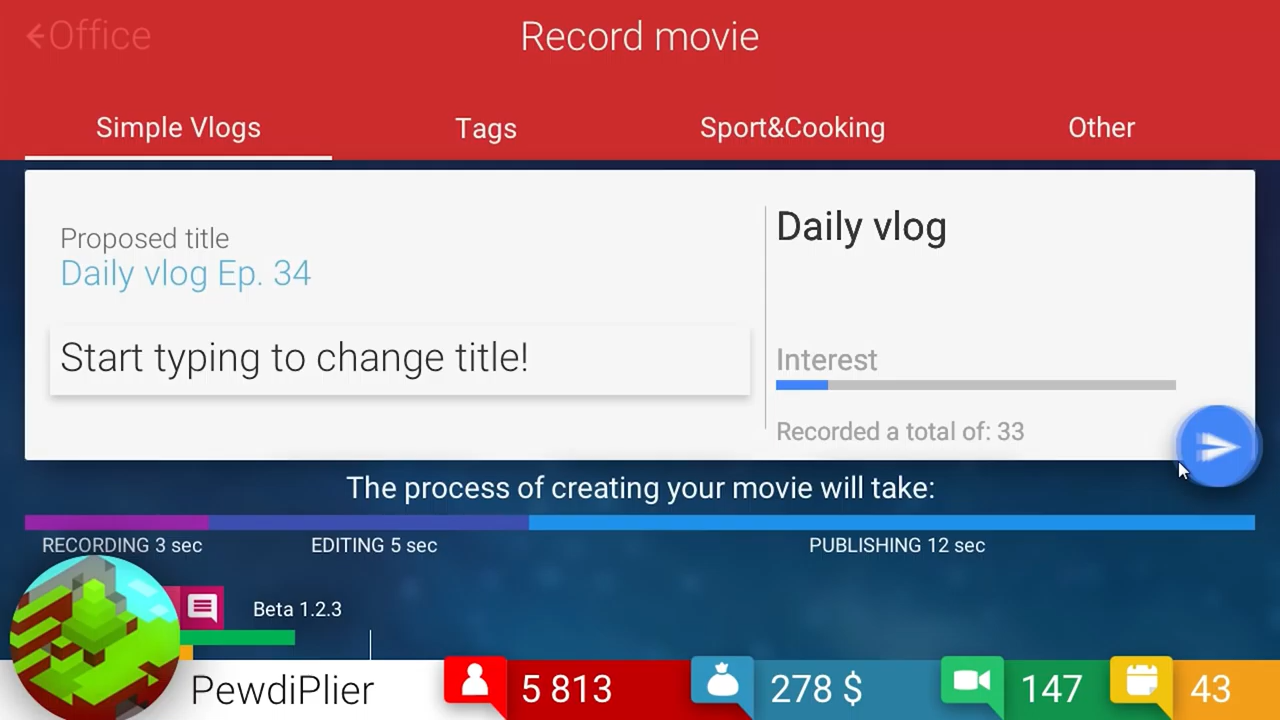 Office
Record movie
Simple Vlogs
Tags
Sport&Cooking
Other
Proposed title
Daily vlog Ep. 34
Start typing to change title!
Daily vlog
Interest
Recorded a total of: 33
The process of creating your movie will take:
RECORDING 3 sec
EDITING 5 sec
PUBLISHING 12 sec
Beta 1.2.3
PewdiPlier
5 813
278 $
147
43